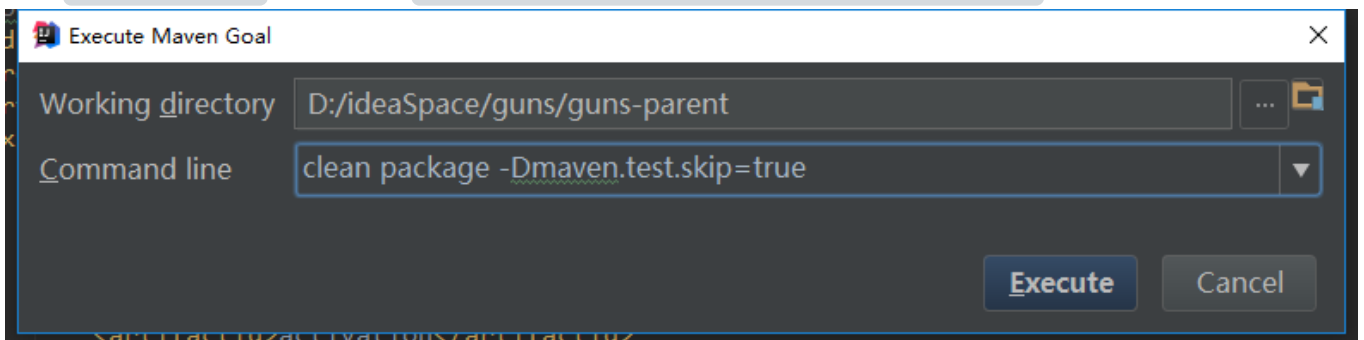 Execute Maven Goal
Working directory D:/ideaSpace/guns/guns-parent ...
Command line clean package -Dmaven.test.skip=true
Execute Cancel